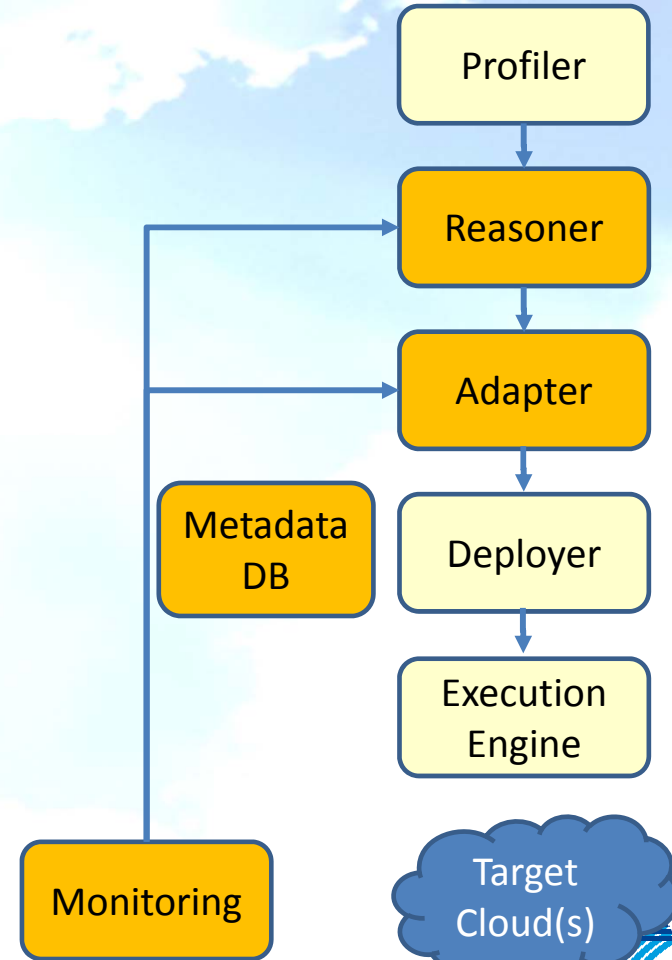 Profiler
Reasoner
Adapter
Metadata
DB
Deployer
Execution
Engine
Monitoring
Target
Cloud(s)